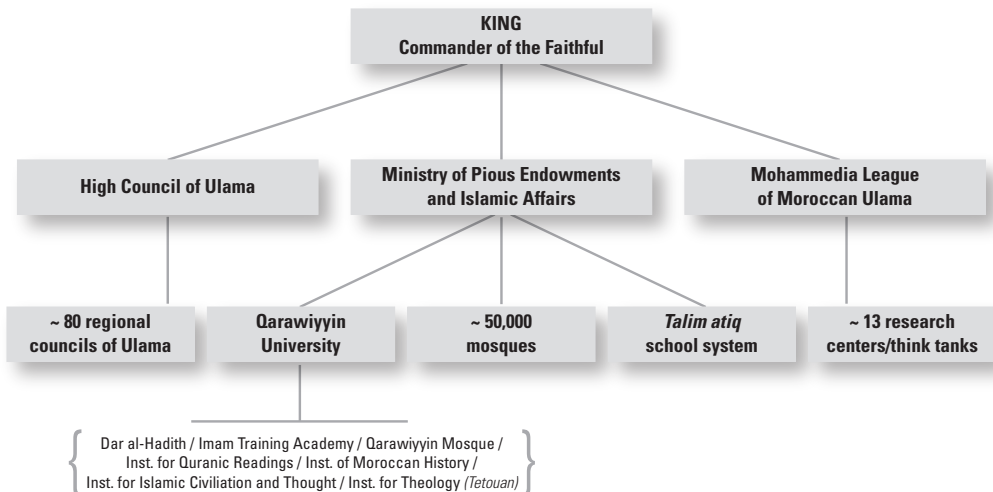 KING
Commander of the Faithful
High Council of Ulama
Ministry of Pious Endowments
and Islamic Affairs
Mohammedia League
of Moroccan Ulama
~ 80 regional
councils of Ulama
Qarawiyyin
University
~ 50,000
mosques
Talim atiq
school system
~ 13 research
centers/think tanks
Dar al-Hadith / Imam Training Academy / Qarawiyyin Mosque /
Inst. for Quranic Readings / Inst. of Moroccan History /
Inst. for Islamic Civiliation and Thought / Inst. for Theology (Tetouan)